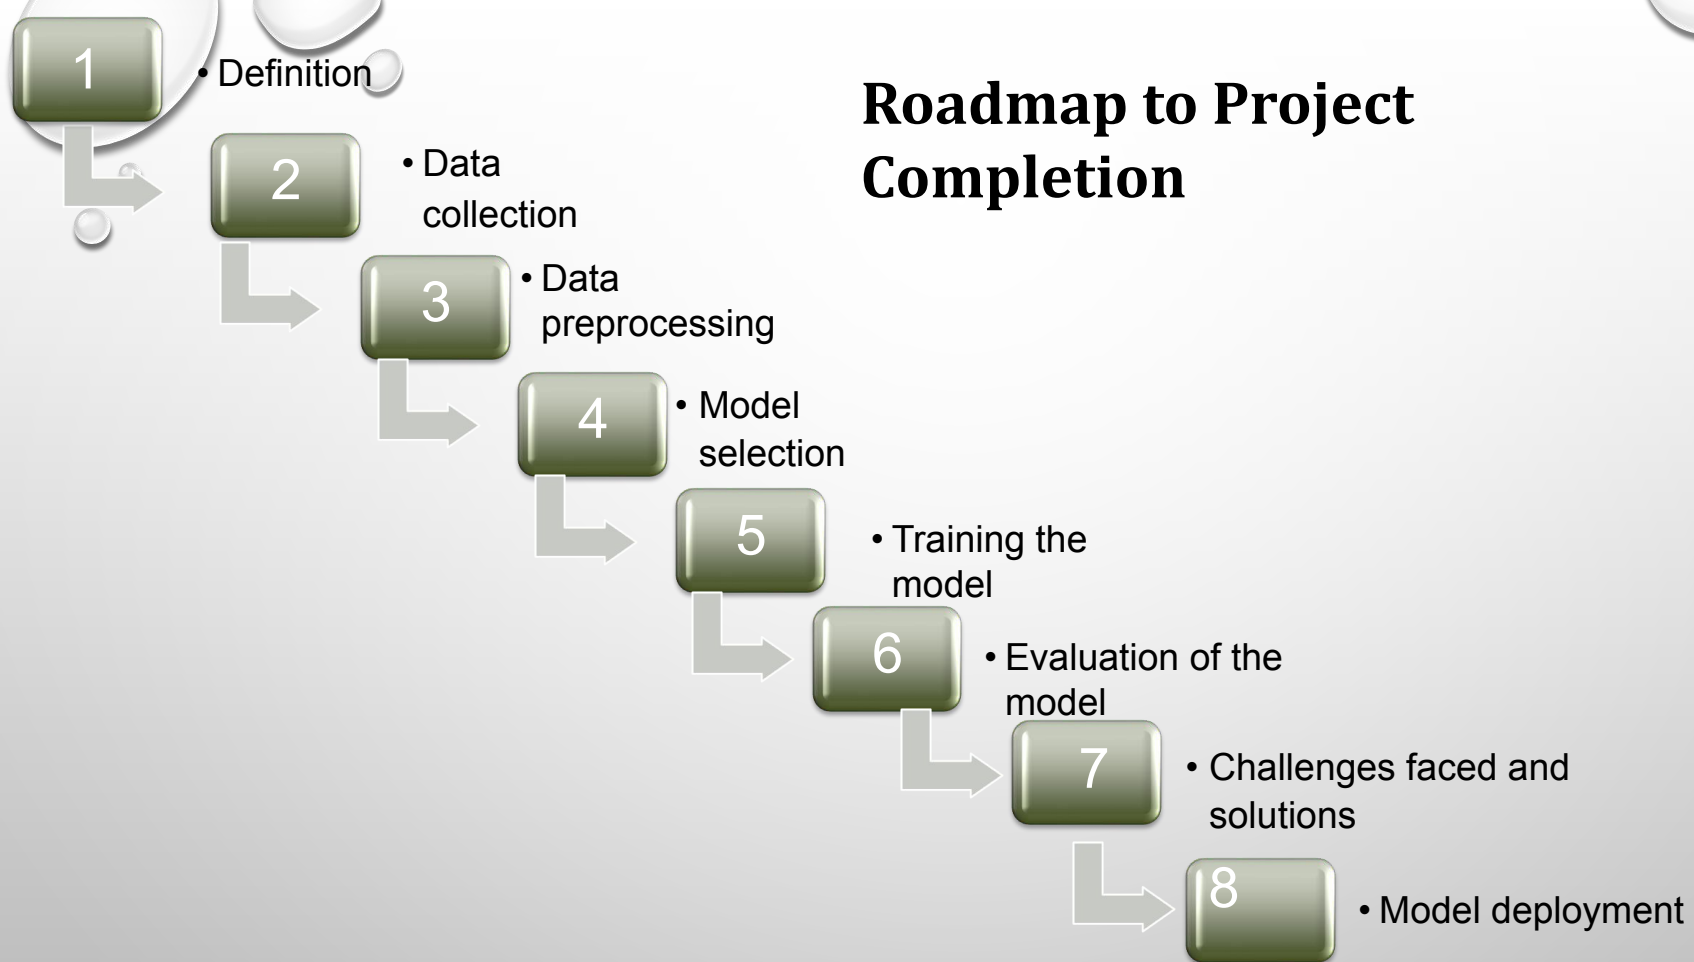 Roadmap to Project
Completion
1
• Definition
2
• Data
collection
3
• Data
preprocessing
4
• Model
selection
5
• Training the
model
6
• Evaluation of the
model
7
• Challenges faced and
solutions
8
• Model deployment